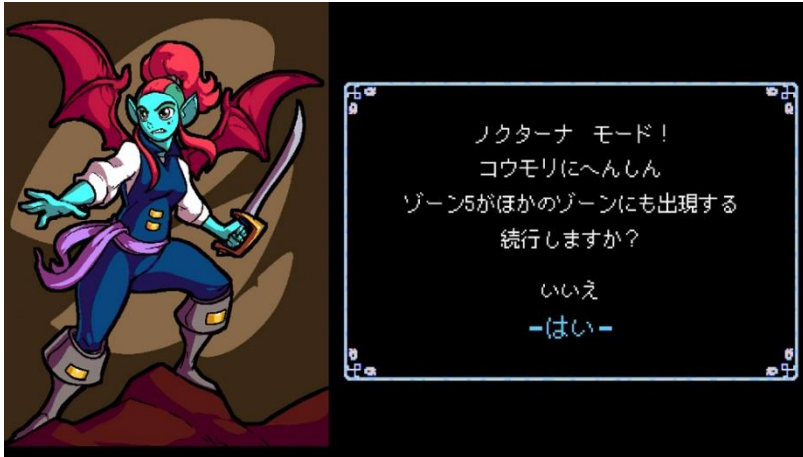 ノクターナ　モード！
コウモリにへんしん
ゾーン5がほかのゾーンにも出現する
続行しますか？
いいえ
-はい-